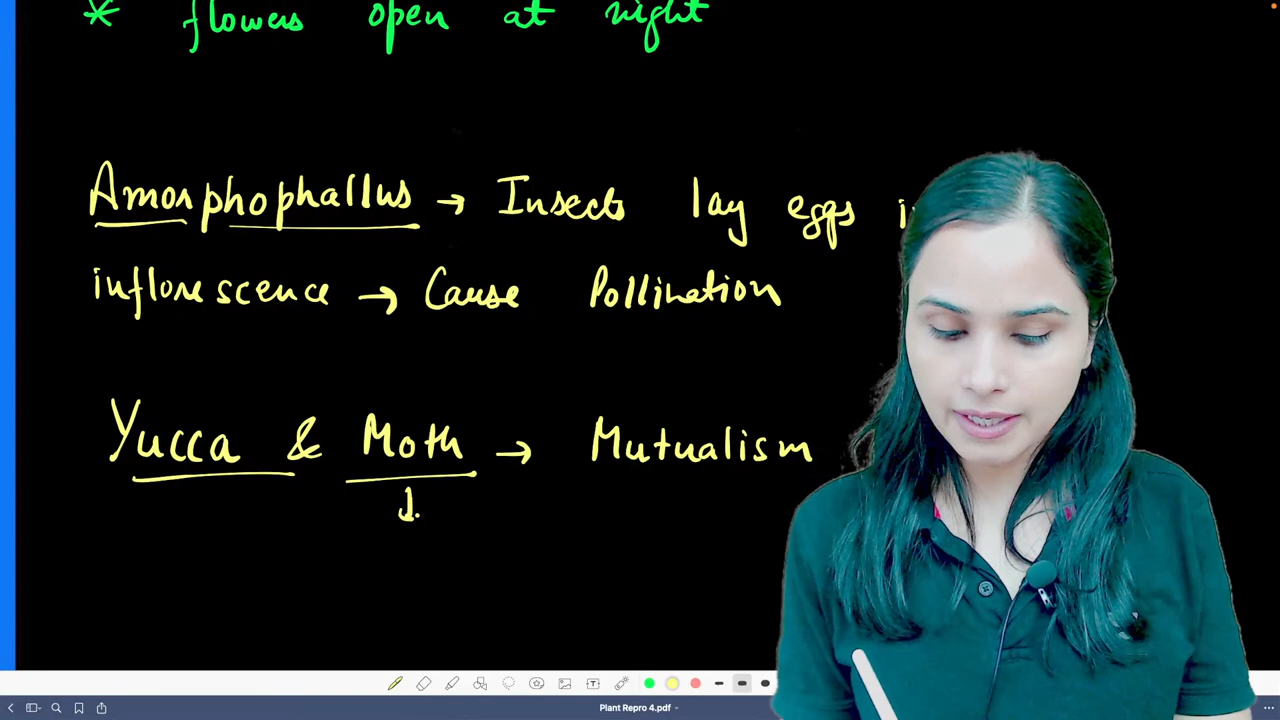 * flowers open at night
Amorphophallus → Insects lay eggs
inflorescence → Cause Pollination
Yucca & Moth → Mutualism
↓
Plant Repro 4.pdf